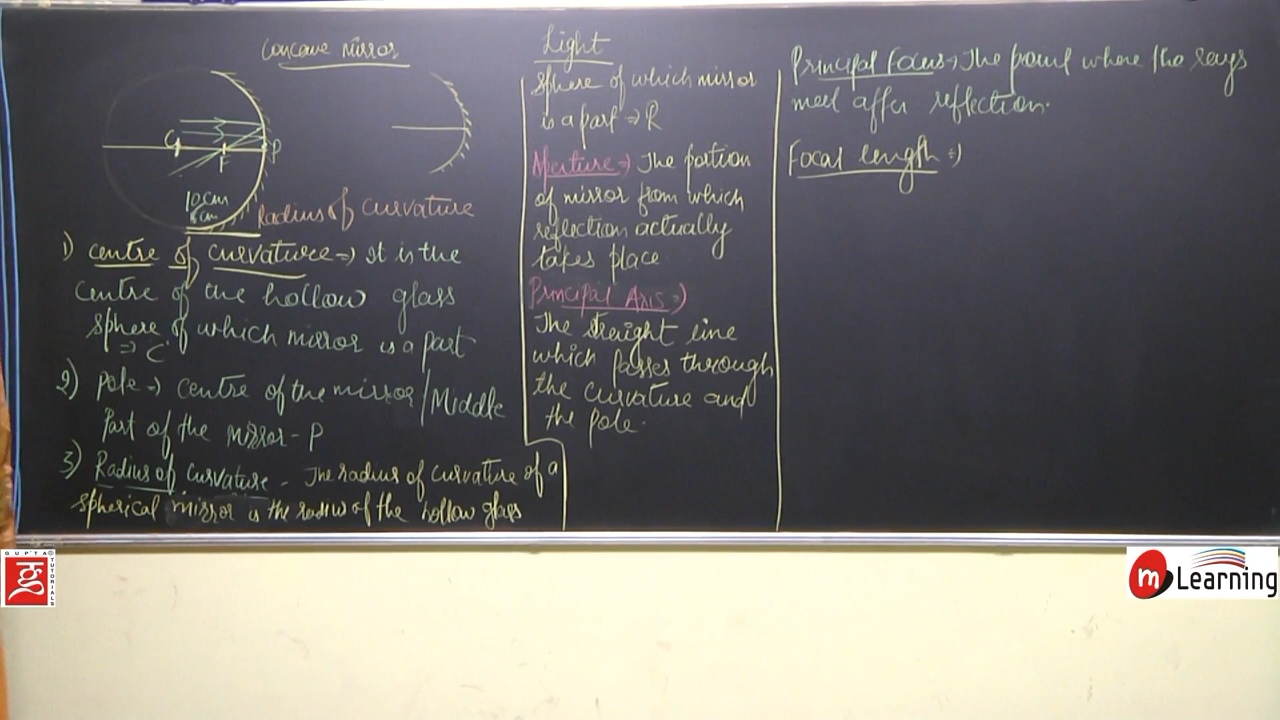 Concave mirror
C
F
P
10cm
8cm
Radius of curvature
1) centre of curvature ⇒ It is the
centre of the hollow glass
sphere of which mirror is a part
⇒ C
2) Pole ⇒ centre of the mirror/Middle
Part of the mirror - P
3) Radius of curvature - The radius of curvature of a
spherical mirror is the radius of the hollow glass
Light
sphere of which mirror
is a part ⇒ R
Aperture ⇒ The portion
of mirror from which
reflection actually
takes place
Principal Axis ⇒)
The straight line
which passes through
the curvature and
the pole.
Principal focus ⇒ The point where the rays
meet after reflection.
Focal length ⇒)
GUPTA TUTORIALS
m Learning